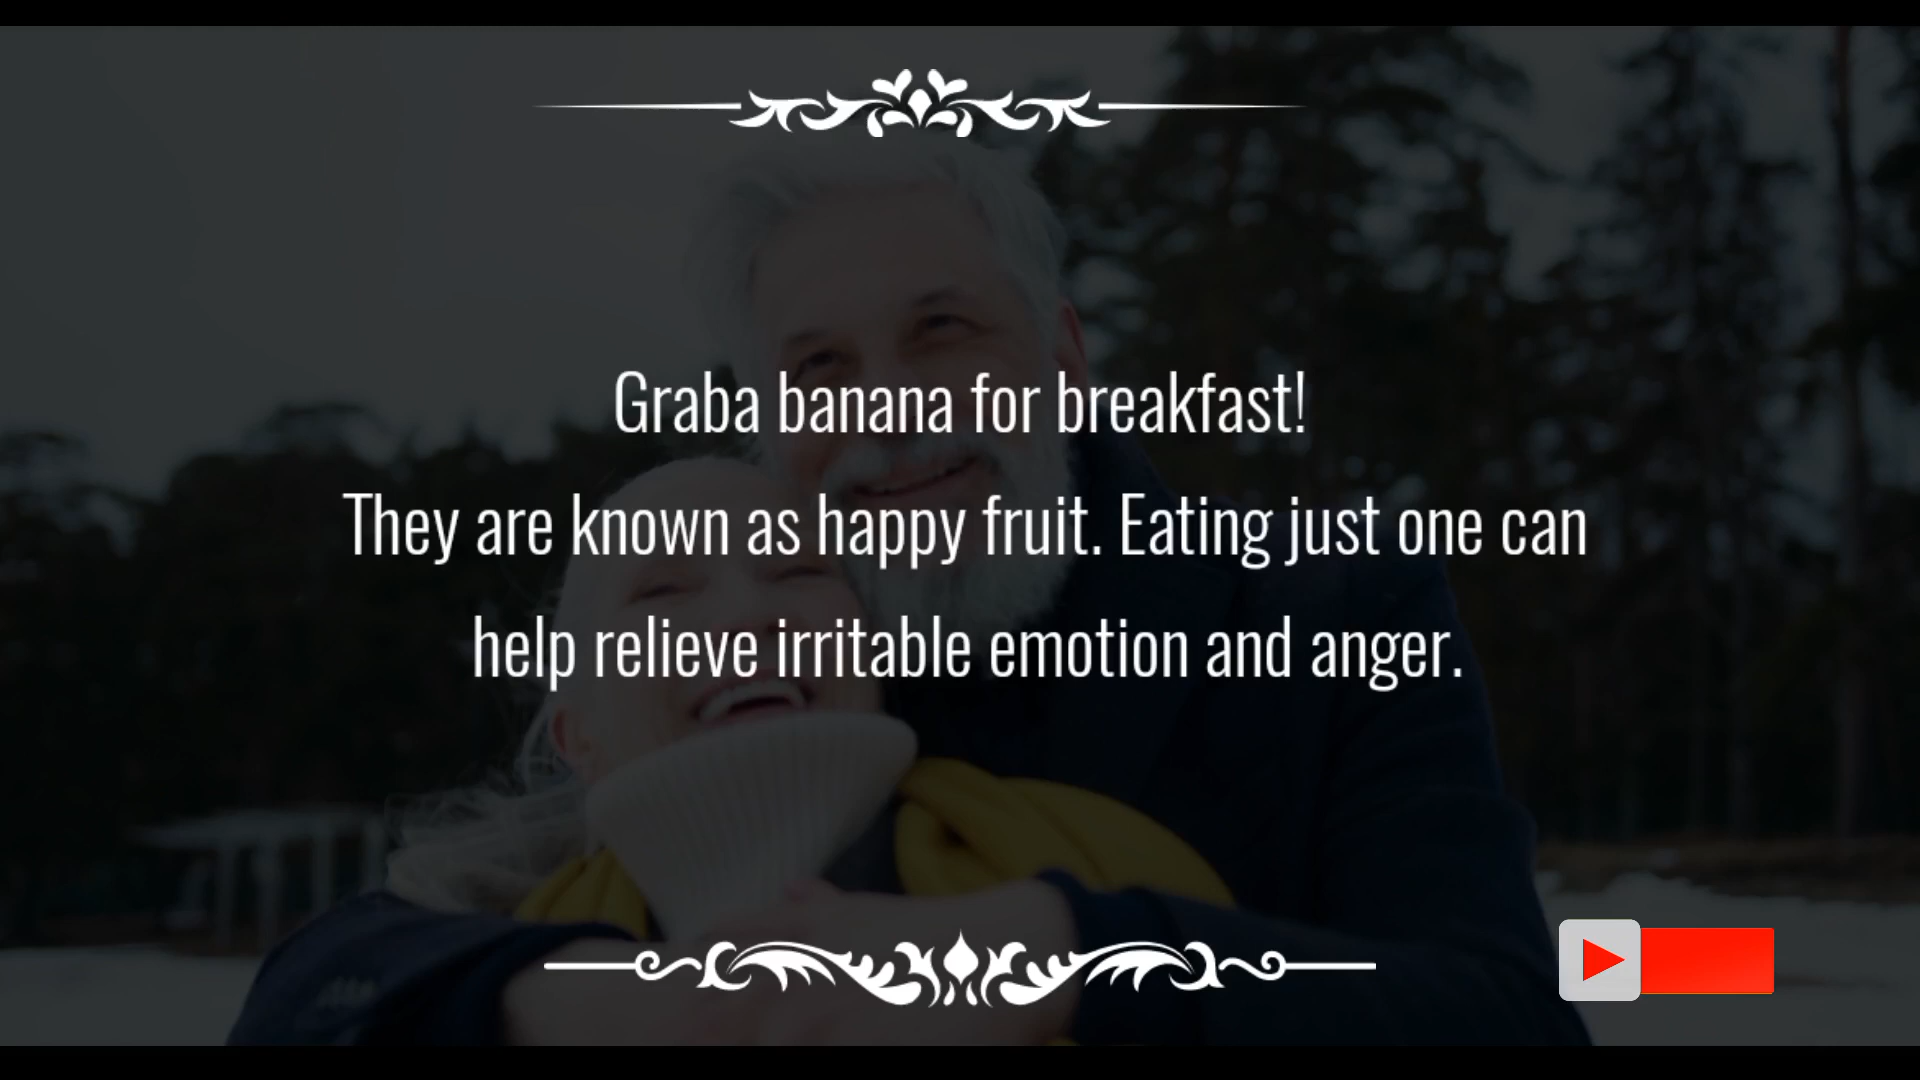 Graba banana for breakfast!
They are known as happy fruit. Eating just one can
help relieve irritable emotion and anger.